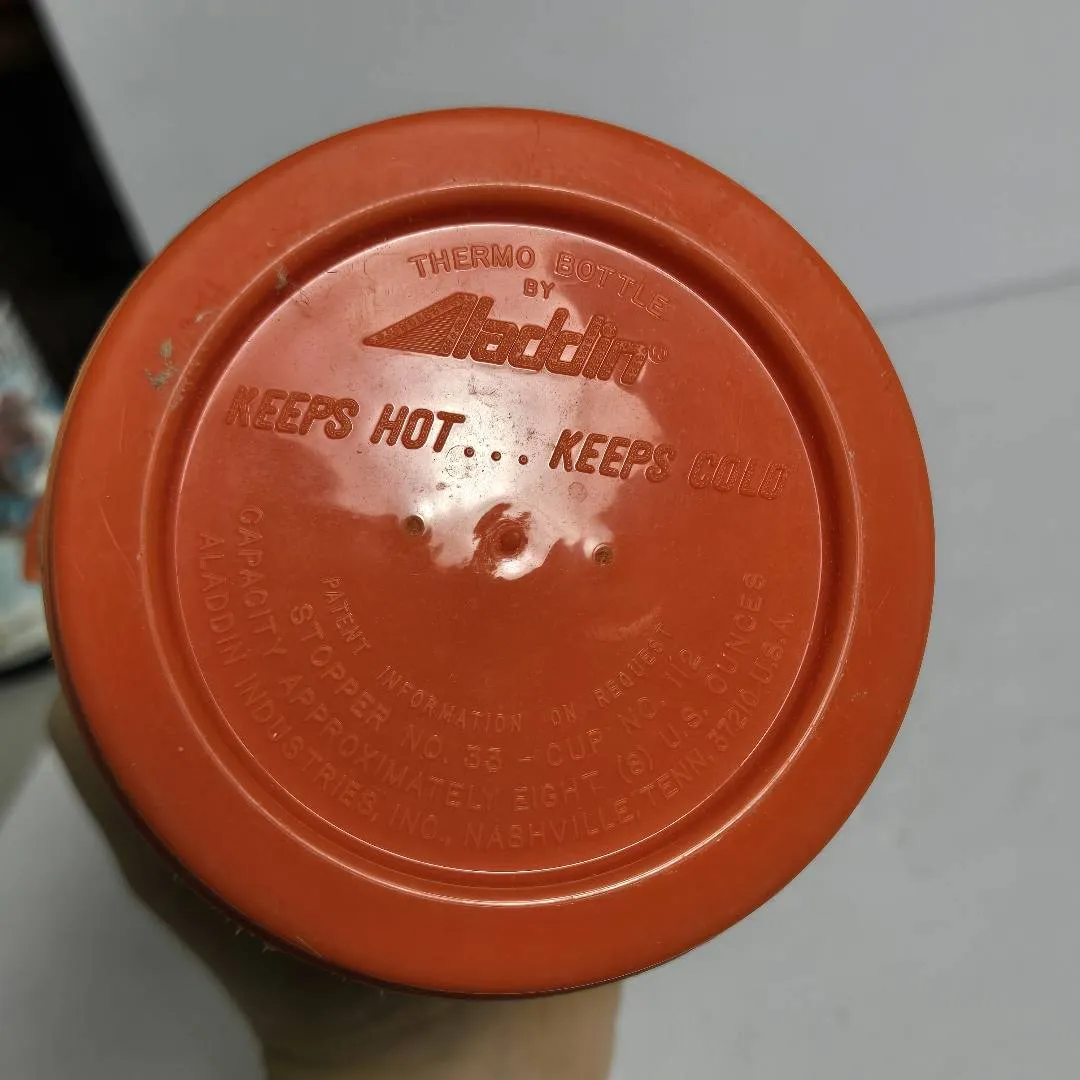 THERMO BOTTLE
BY
Aladdin®
KEEPS HOT... KEEPS COLD
PATENT INFORMATION ON REQUEST
STOPPER NO. 33 - CUP NO. 112
CAPACITY APPROXIMATELY EIGHT (8) U.S. OUNCES
ALADDIN INDUSTRIES, INC., NASHVILLE, TENN. 37210 U.S.A.